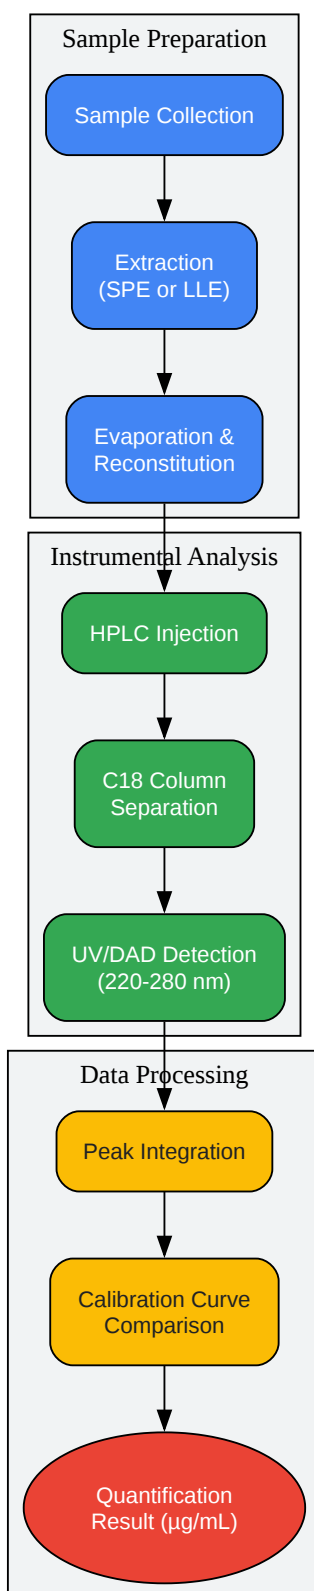 Sample Preparation
Sample Collection
Extraction
(SPE or LLE)
Evaporation &
Reconstitution
Instrumental Analysis
HPLC Injection
C18 Column
Separation
UV/DAD Detection
(220-280 nm)
Data Processing
Peak Integration
Calibration Curve
Comparison
Quantification
Result (µg/mL)